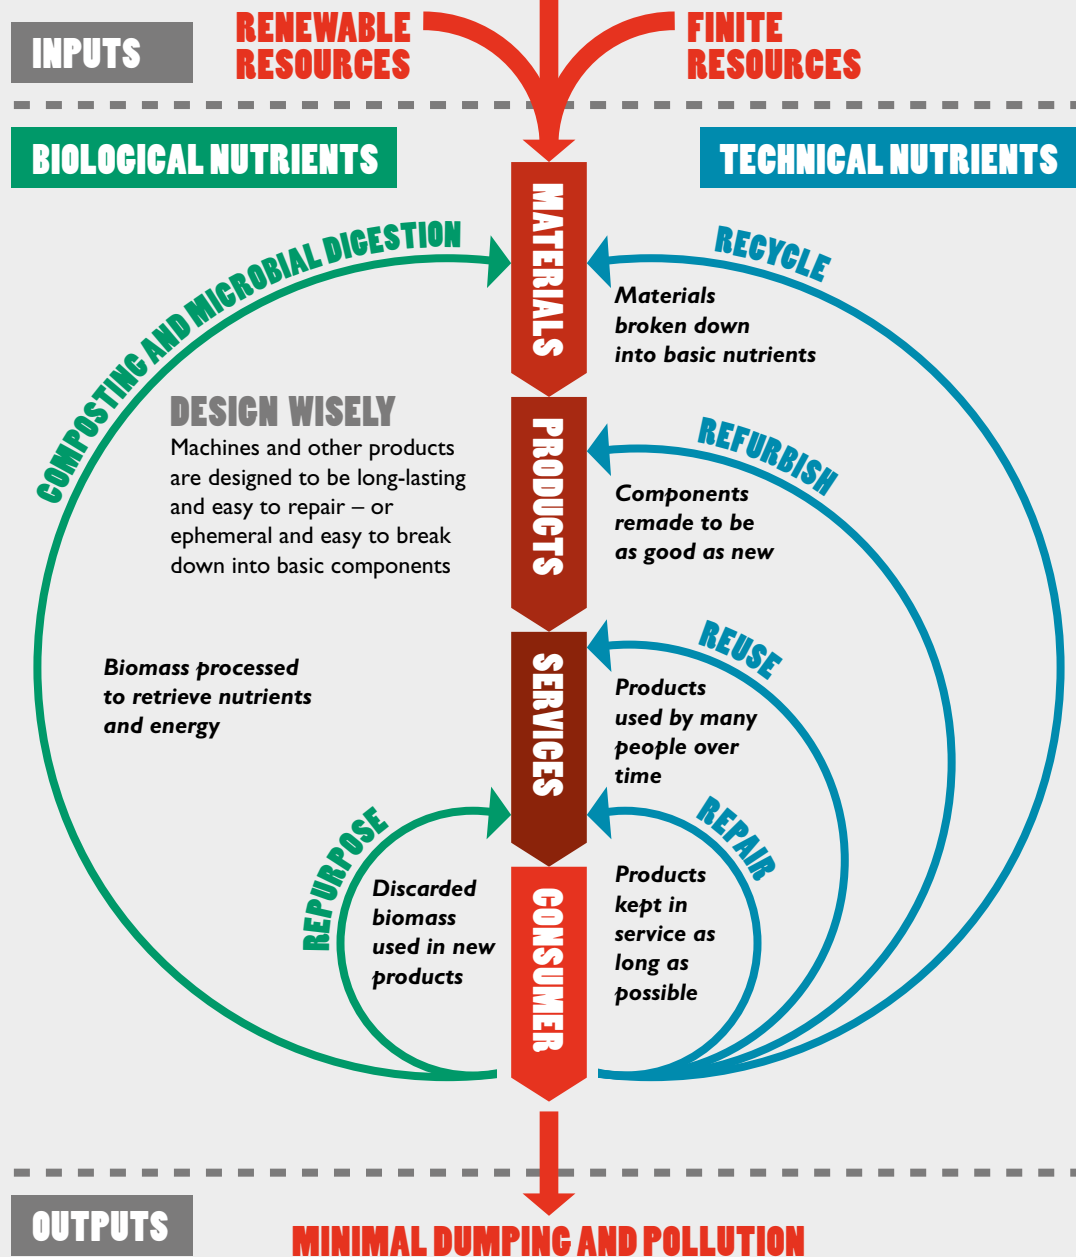 INPUTS
RENEWABLE
RESOURCES
FINITE
RESOURCES
BIOLOGICAL NUTRIENTS
TECHNICAL NUTRIENTS
MATERIALS
COMPOSTING AND MICROBIAL DIGESTION
RECYCLE
Materials
broken down
into basic nutrients
DESIGN WISELY
Machines and other products
are designed to be long-lasting
and easy to repair – or
ephemeral and easy to break
down into basic components
PRODUCTS
REFURBISH
Components
remade to be
as good as new
Biomass processed
to retrieve nutrients
and energy
SERVICES
REUSE
Products
used by many
people over
time
REPURPOSE
Discarded
biomass
used in new
products
CONSUMER
REPAIR
Products
kept in
service as
long as
possible
OUTPUTS
MINIMAL DUMPING AND POLLUTION